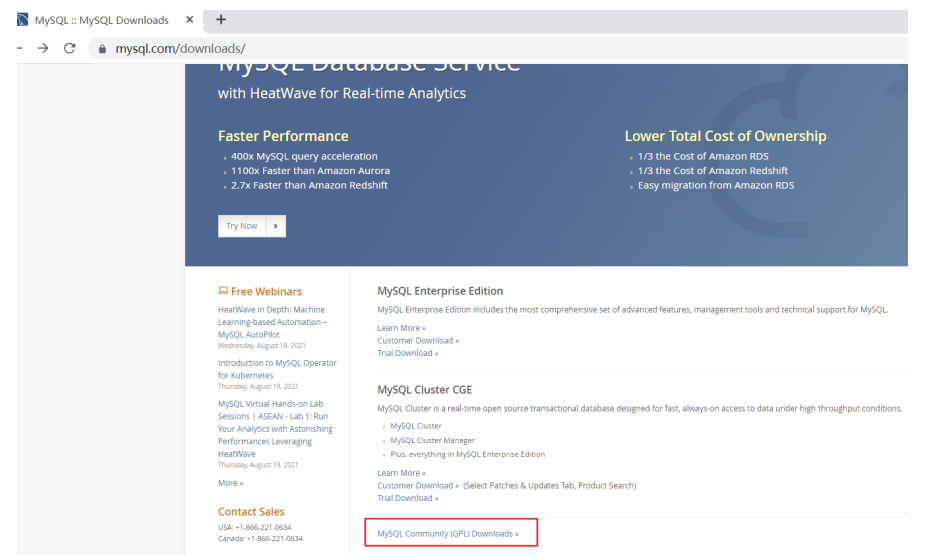 MySQL :: MySQL Downloads
mysql.com/downloads/
MySQL Database Service
with HeatWave for Real-time Analytics
Faster Performance
400x MySQL query acceleration
1100x Faster than Amazon Aurora
2.7x Faster than Amazon Redshift
Lower Total Cost of Ownership
1/3 the Cost of Amazon RDS
1/3 the Cost of Amazon Redshift
Easy migration from Amazon RDS
Try Now
Free Webinars
HeatWave in Depth: Machine
Learning-based Automation –
MySQL AutoPilot
Wednesday, August 18, 2021
Introduction to MySQL Operator
for Kubernetes
Thursday, August 19, 2021
MySQL Virtual Hands-on Lab
Sessions | ASEAN - Lab 1: Run
Your Analytics with Astonishing
Performances Leveraging
HeatWave
Thursday, August 19, 2021
More »
Contact Sales
USA: +1-866-221-0634
Canada: +1-866-221-0634
MySQL Enterprise Edition
MySQL Enterprise Edition includes the most comprehensive set of advanced features, management tools and technical support for MySQL.
Learn More »
Customer Download »
Trial Download »
MySQL Cluster CGE
MySQL Cluster is a real-time open source transactional database designed for fast, always-on access to data under high throughput conditions.
MySQL Cluster
MySQL Cluster Manager
Plus, everything in MySQL Enterprise Edition
Learn More »
Customer Download » (Select Patches & Updates Tab, Product Search)
Trial Download »
MySQL Community (GPL) Downloads »